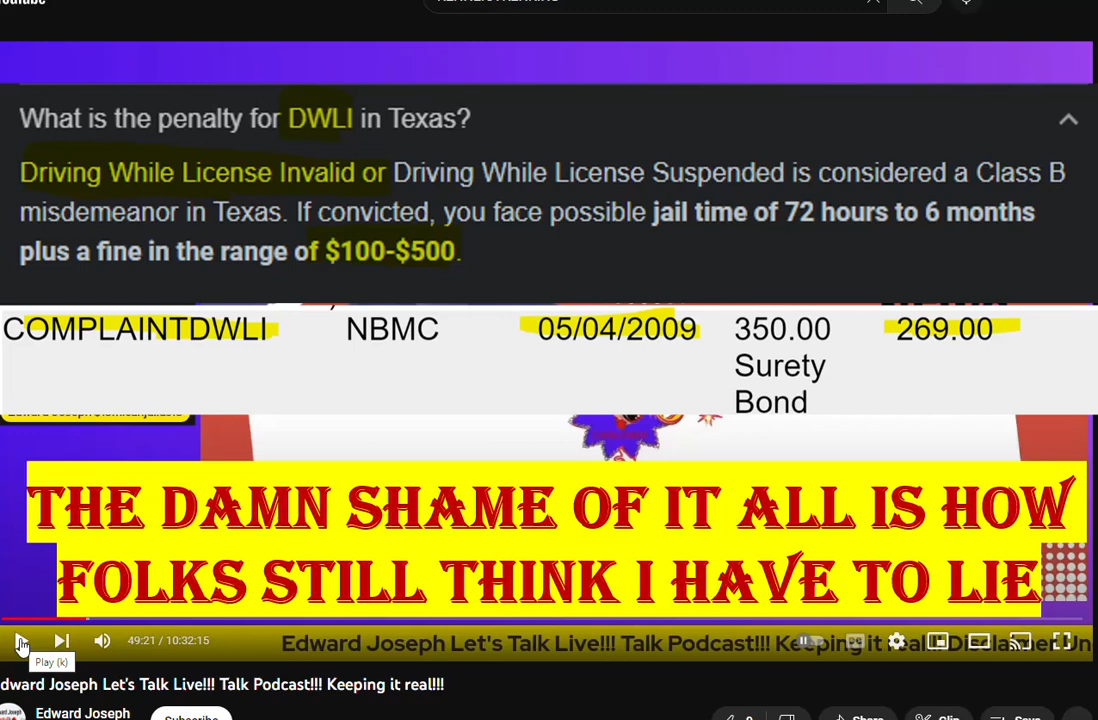 What is the penalty for DWLI in Texas?
Driving While License Invalid or Driving While License Suspended is considered a Class B
misdemeanor in Texas. If convicted, you face possible jail time of 72 hours to 6 months
plus a fine in the range of $100-$500.
COMPLAINTDWLI NBMC 05/04/2009 350.00 269.00
Surety
Bond
THE DAMN SHAME OF IT ALL IS HOW
FOLKS STILL THINK I HAVE TO LIE
49:21 / 10:32:15
Edward Joseph Let's Talk Live!!! Talk Podcast!!! Keeping it real!!! Disclaimer Un
Play (k)
dward Joseph Let's Talk Live!!! Talk Podcast!!! Keeping it real!!!
Edward Joseph
Subscribe
Share
Clip
Save